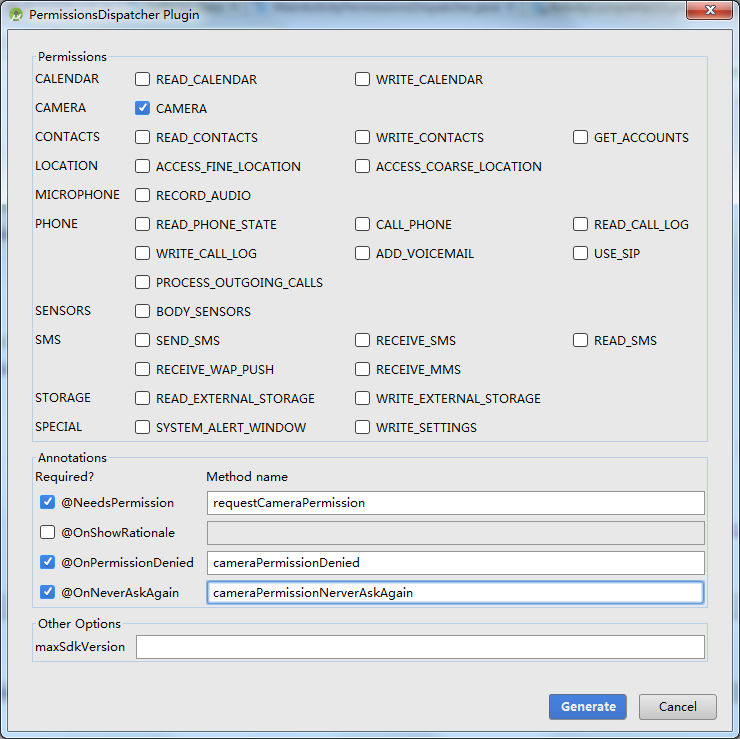 PermissionsDispatcher Plugin
Permissions
CALENDAR READ_CALENDAR WRITE_CALENDAR
CAMERA CAMERA
CONTACTS READ_CONTACTS WRITE_CONTACTS GET_ACCOUNTS
LOCATION ACCESS_FINE_LOCATION ACCESS_COARSE_LOCATION
MICROPHONE RECORD_AUDIO
PHONE READ_PHONE_STATE CALL_PHONE READ_CALL_LOG
WRITE_CALL_LOG ADD_VOICEMAIL USE_SIP
PROCESS_OUTGOING_CALLS
SENSORS BODY_SENSORS
SMS SEND_SMS RECEIVE_SMS READ_SMS
RECEIVE_WAP_PUSH RECEIVE_MMS
STORAGE READ_EXTERNAL_STORAGE WRITE_EXTERNAL_STORAGE
SPECIAL SYSTEM_ALERT_WINDOW WRITE_SETTINGS
Annotations
Required? Method name
@NeedsPermission requestCameraPermission
@OnShowRationale
@OnPermissionDenied cameraPermissionDenied
@OnNeverAskAgain cameraPermissionNerverAskAgain
Other Options
maxSdkVersion
Generate Cancel